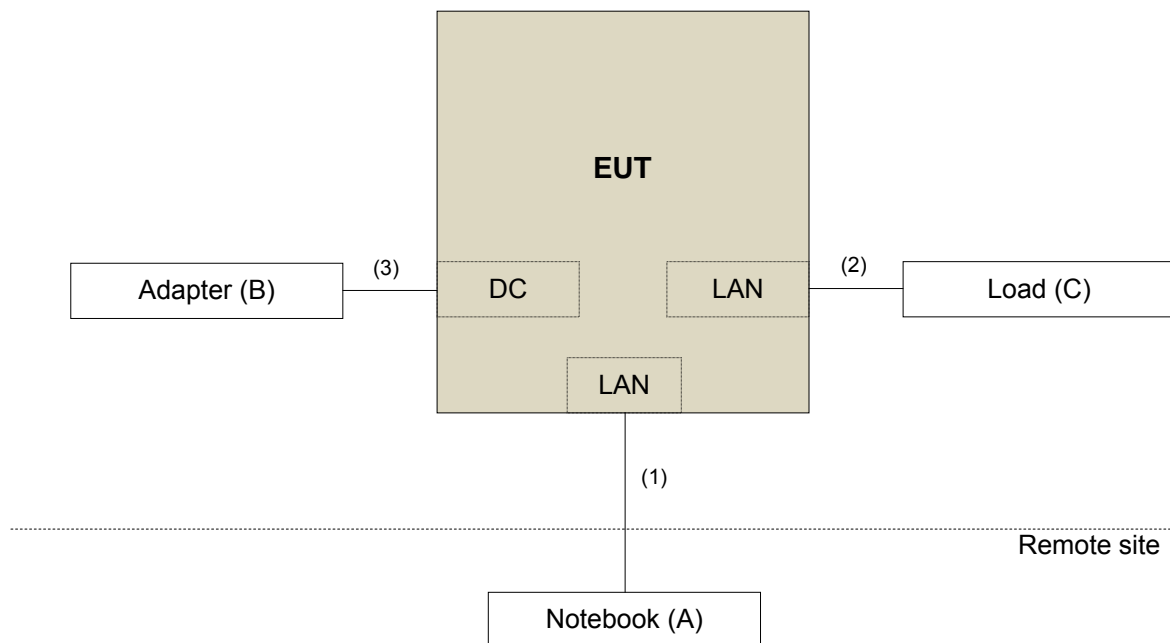 EUT
(3)
(2)
Adapter (B)
DC
LAN
Load (C)
LAN
(1)
Remote site
Notebook (A)